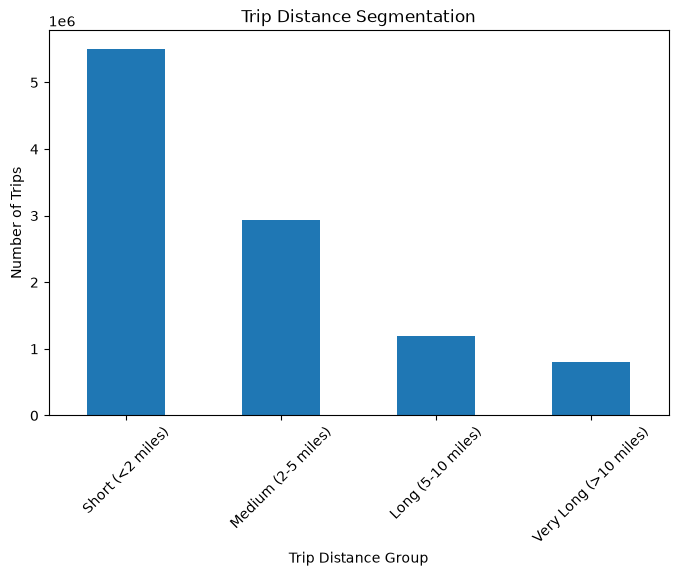 Trip Distance Segmentation
1e6
5
4
3
2
1
0
Number of Trips
Short (<2 miles)
Medium (2-5 miles)
Long (5-10 miles)
Very Long (>10 miles)
Trip Distance Group